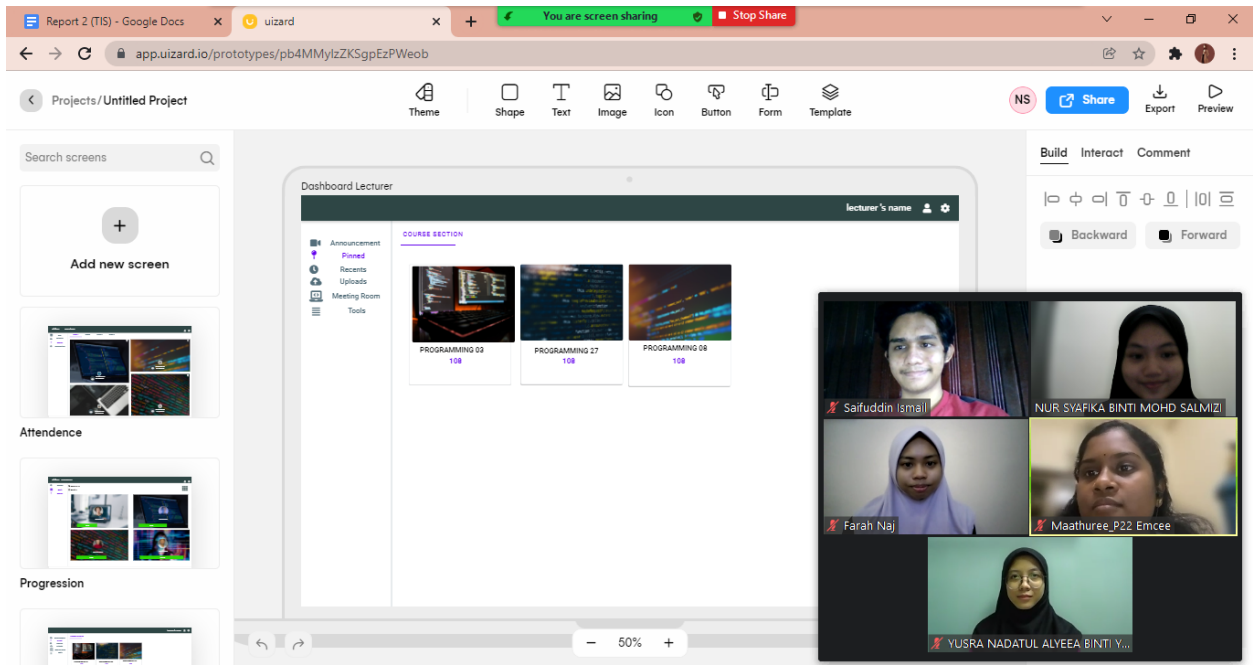 Report 2 (TIS) - Google Docs
uizard
You are screen sharing
Stop Share
app.uizard.io/prototypes/pb4MMylzZKSgpEzPWeob
Projects/Untitled Project
Theme
Shape
Text
Image
Icon
Button
Form
Template
NS
Share
Export
Preview
Search screens
Build Interact Comment
Add new screen
Backward
Forward
Dashboard Lecturer
lecturer's name
Announcement
Pinned
Recents
Uploads
Meeting Room
Tools
COURSE SECTION
PROGRAMMING 03
108
PROGRAMMING 27
108
PROGRAMMING 08
108
Attendence
Progression
50%
Saifuddin Ismail
NUR SYAFIKA BINTI MOHD SALMIZI
Farah Naj
Maathuree_P22 Emcee
YUSRA NADATUL ALYEEA BINTI Y...